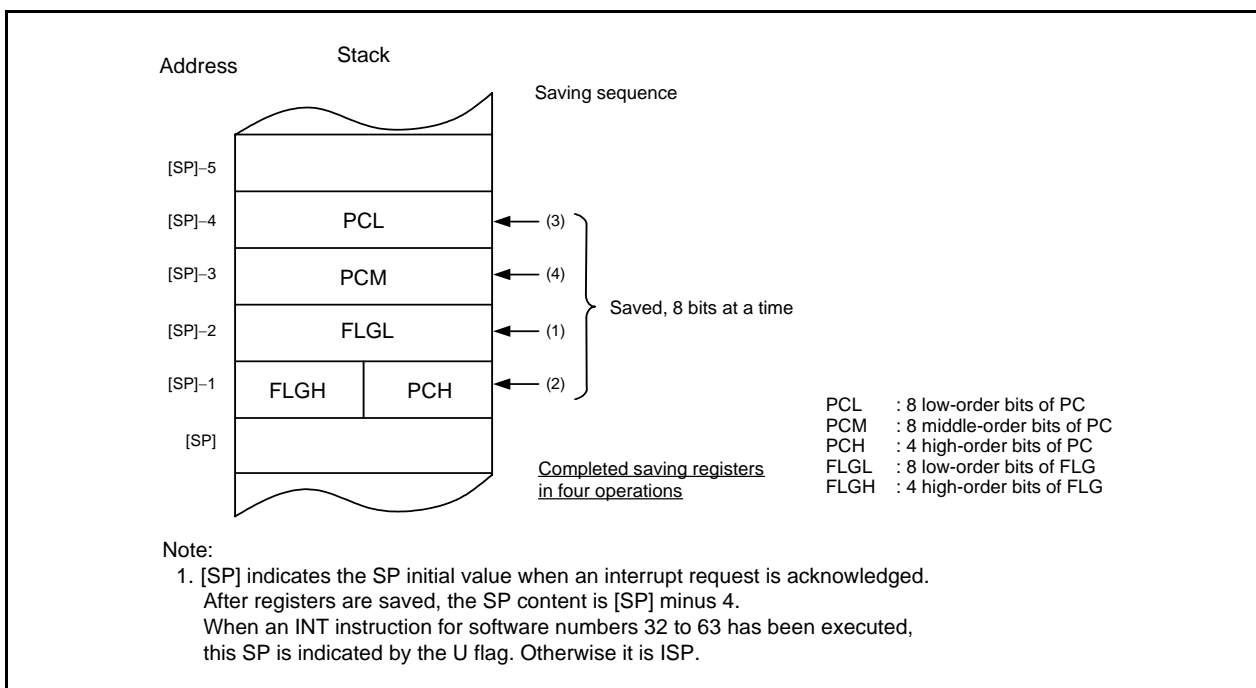 Address
Stack
Saving sequence
[SP]−5
[SP]−4 PCL (3)
[SP]−3 PCM (4)
Saved, 8 bits at a time
[SP]−2 FLGL (1)
[SP]−1 FLGH PCH (2)
[SP]
Completed saving registers
in four operations
PCL : 8 low-order bits of PC
PCM : 8 middle-order bits of PC
PCH : 4 high-order bits of PC
FLGL : 8 low-order bits of FLG
FLGH : 4 high-order bits of FLG
Note:
1. [SP] indicates the SP initial value when an interrupt request is acknowledged.
After registers are saved, the SP content is [SP] minus 4.
When an INT instruction for software numbers 32 to 63 has been executed,
this SP is indicated by the U flag. Otherwise it is ISP.